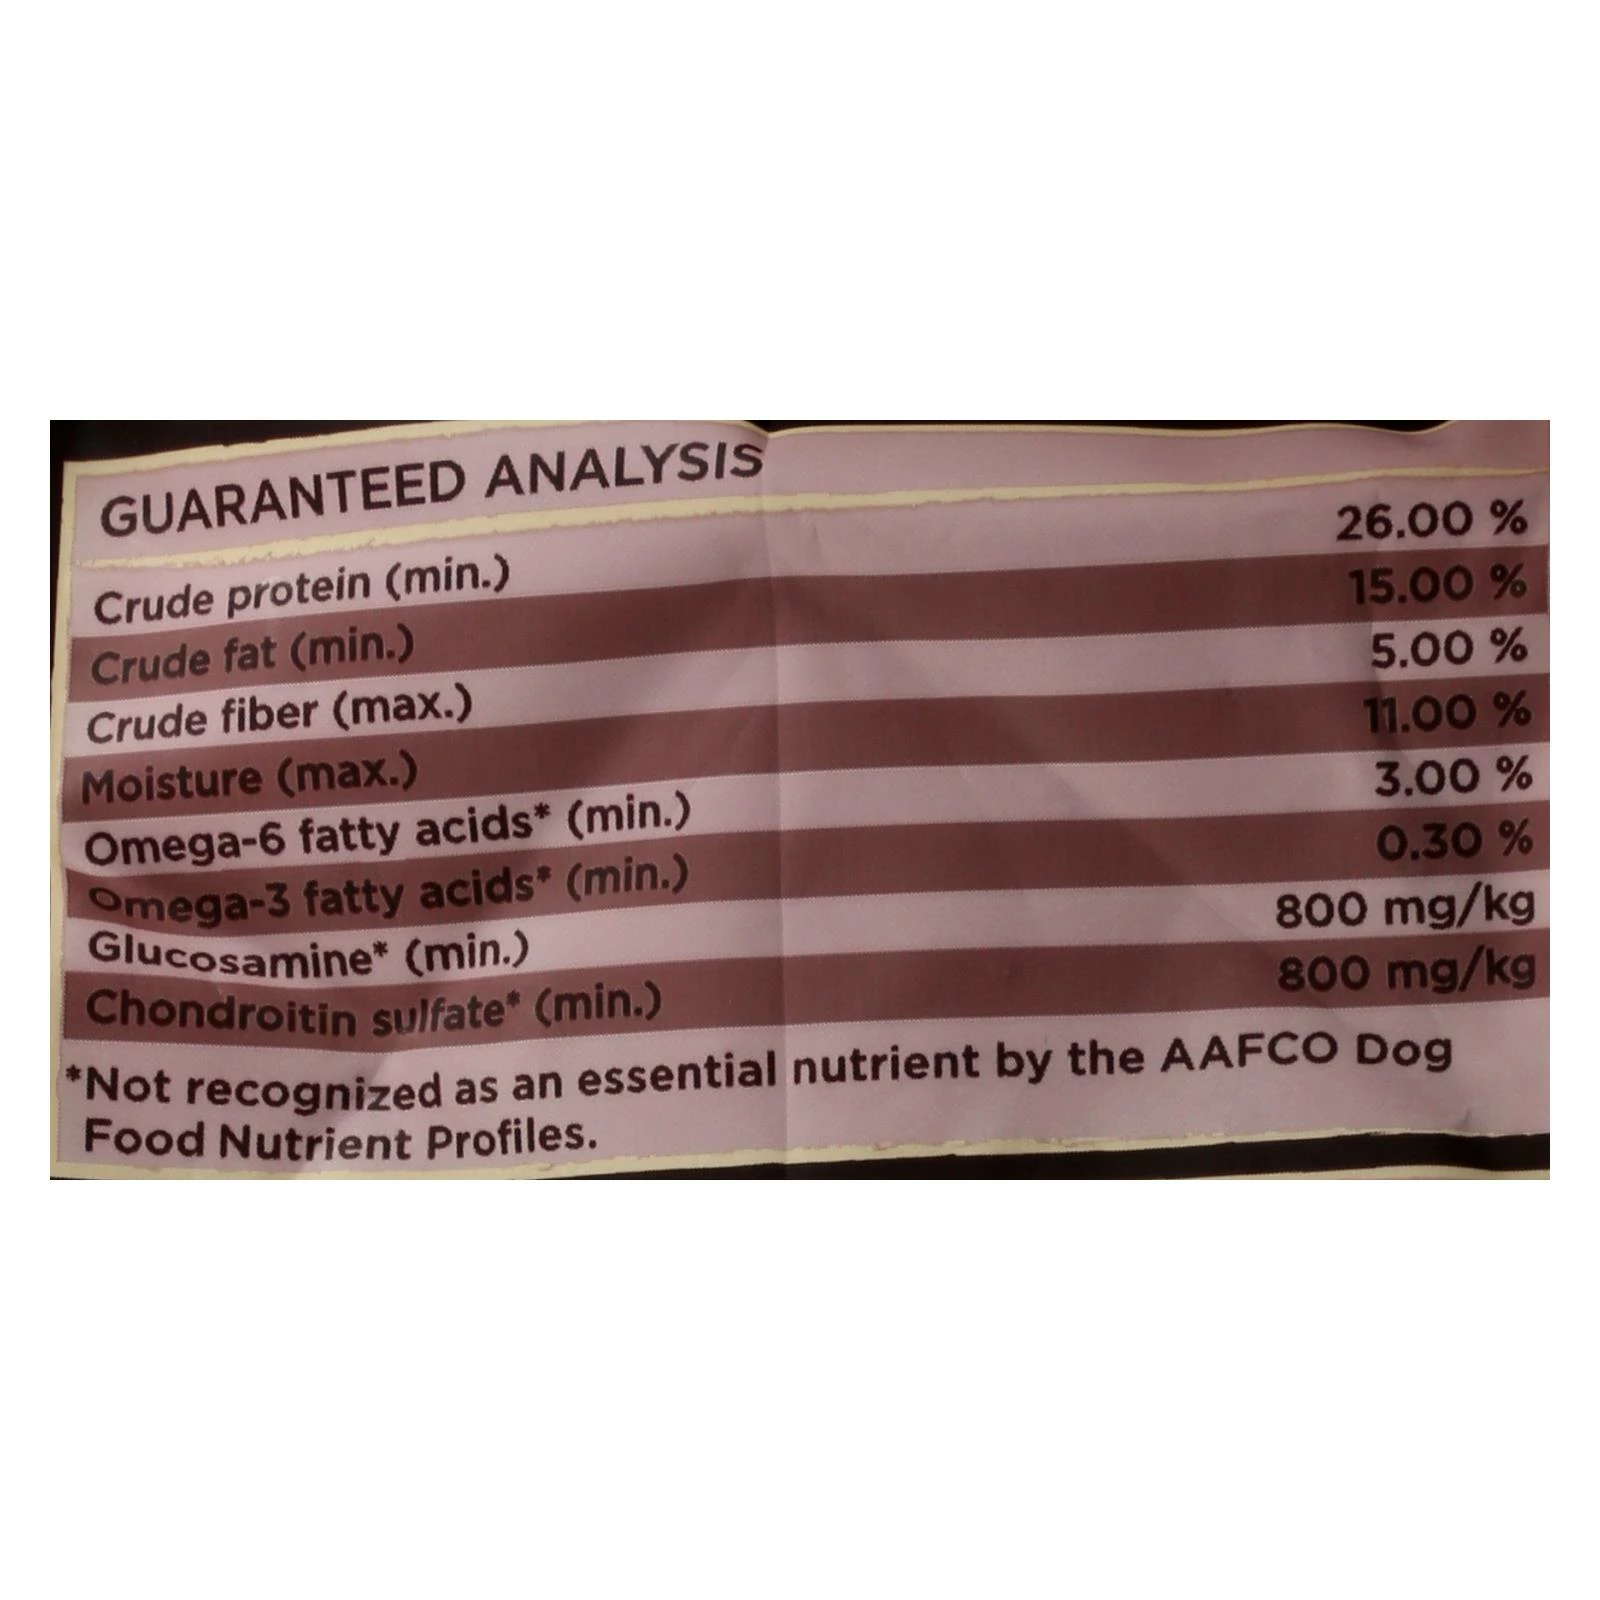 GUARANTEED ANALYSIS
Crude protein (min.) 26.00 %
Crude fat (min.) 15.00 %
Crude fiber (max.) 5.00 %
Moisture (max.) 11.00 %
Omega-6 fatty acids* (min.) 3.00 %
Omega-3 fatty acids* (min.) 0.30 %
Glucosamine* (min.) 800 mg/kg
Chondroitin sulfate* (min.) 800 mg/kg
*Not recognized as an essential nutrient by the AAFCO Dog
Food Nutrient Profiles.